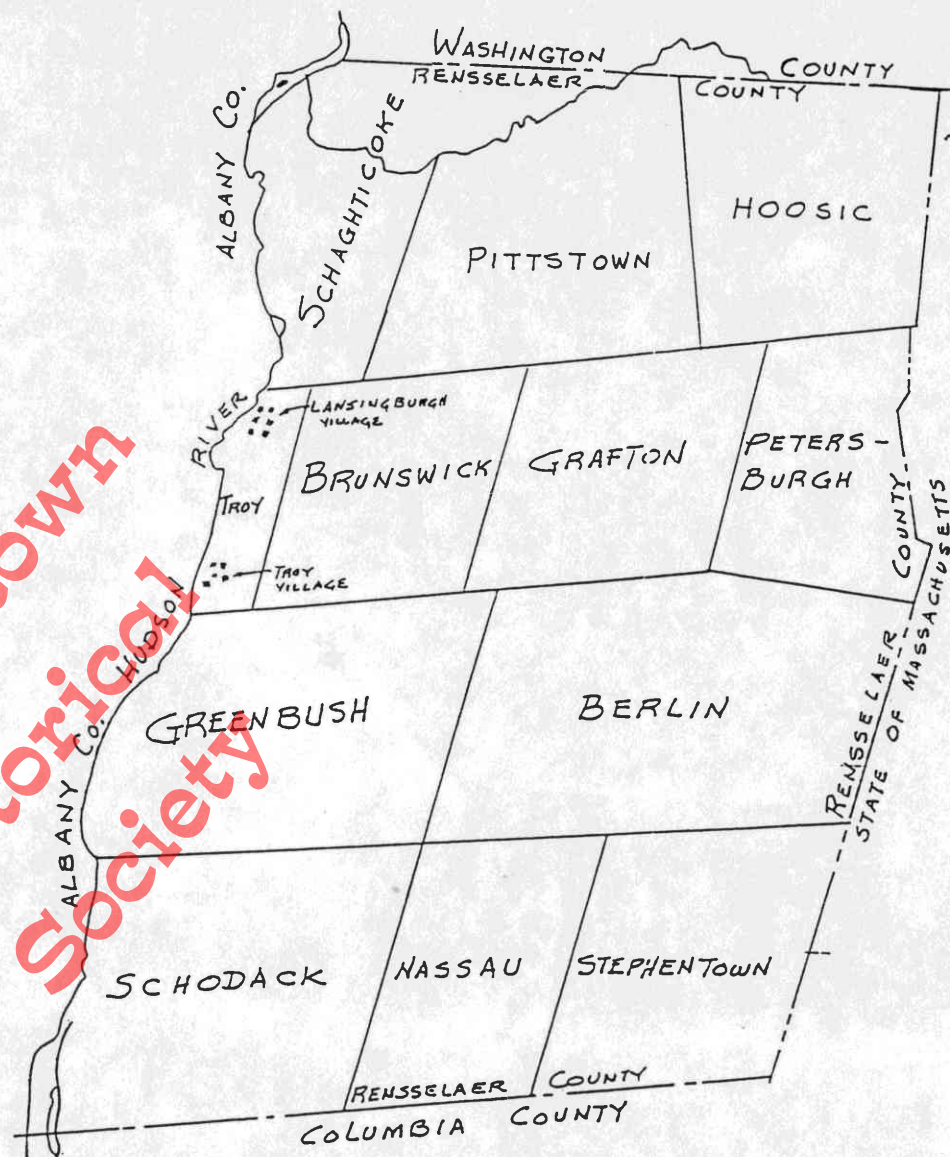 WASHINGTON
RENSSELAER
COUNTY
COUNTY
ALBANY CO.
SCHAGHTICOKE
PITTSTOWN
HOOSIC
RIVER
LANSINGBURGH
VILLAGE
BRUNSWICK
GRAFTON
PETERS-
BURGH
TROY
TROY
VILLAGE
COUNTY
HUDSON
GREENBUSH
BERLIN
RENSSELAER
STATE OF MASSACHUSETTS
ALBANY CO.
Society
SCHODACK
NASSAU
STEPHENTOWN
RENSSELAER
COUNTY
COLUMBIA
COUNTY